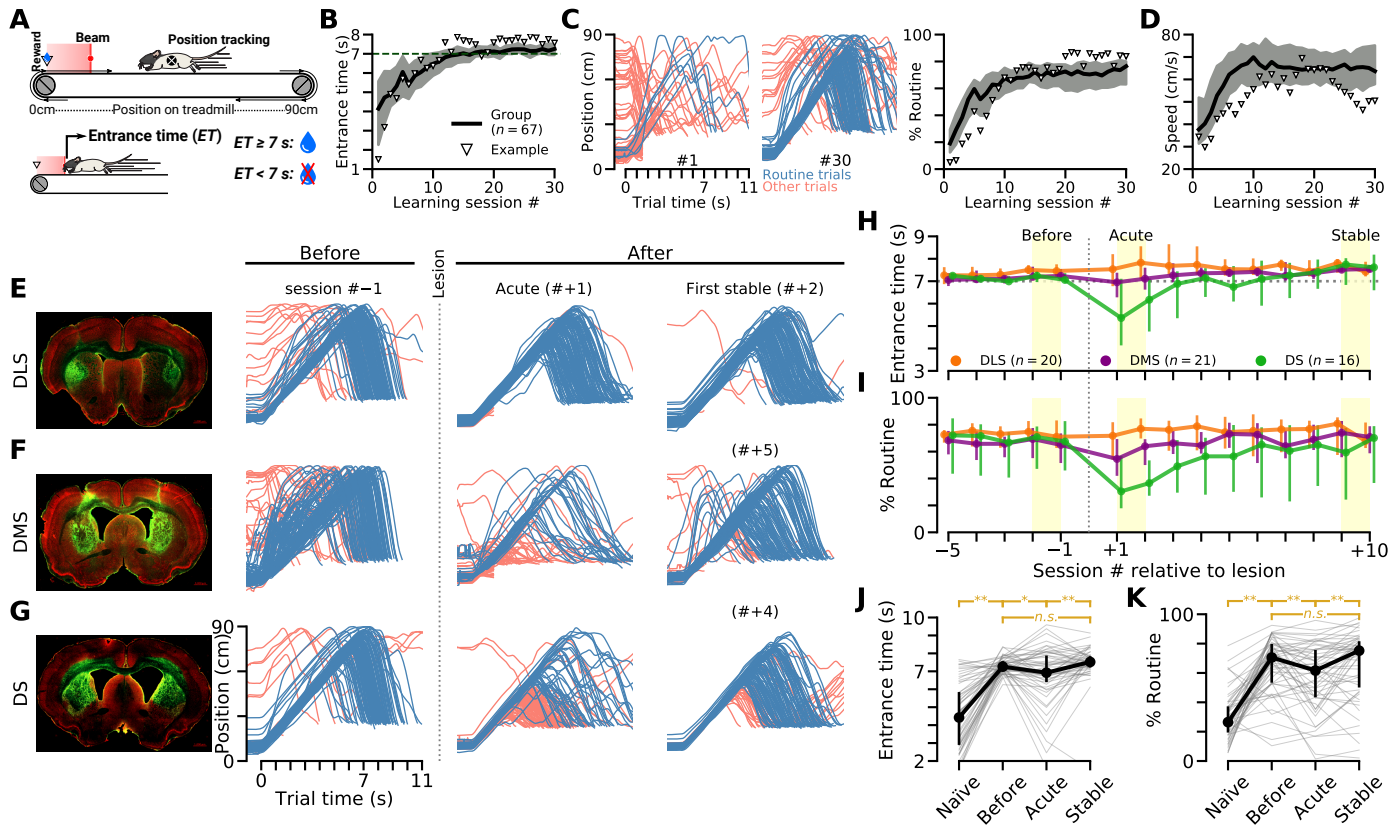 A
Reward
Beam
Position tracking
0cm
Position on treadmill
90cm
Entrance time (ET)
ET ≥ 7 s:
ET < 7 s:
B
Entrance time (s)
8
7
1
Group
(n = 67)
Example
0
10
20
30
Learning session #
C
Position (cm)
90
0
#1
#30
Routine trials
Other trials
0
7
11
Trial time (s)
% Routine
100
0
0
10
20
30
Learning session #
D
Speed (cm/s)
80
20
0
10
20
30
Learning session #
Before
Lesion
After
E
session #−1
Acute (#+1)
First stable (#+2)
DLS
F
(#+5)
DMS
G
(#+4)
DS
Position (cm)
90
0
0
7
11
Trial time (s)
H
Entrance time (s)
9
7
3
Before
Acute
Stable
DLS (n = 20)
DMS (n = 21)
DS (n = 16)
I
% Routine
100
0
−5
−1
+1
+10
Session # relative to lesion
J
Entrance time (s)
10
7
2
**
*
**
n.s.
Naïve
Before
Acute
Stable
K
% Routine
100
0
**
**
**
n.s.
Naïve
Before
Acute
Stable